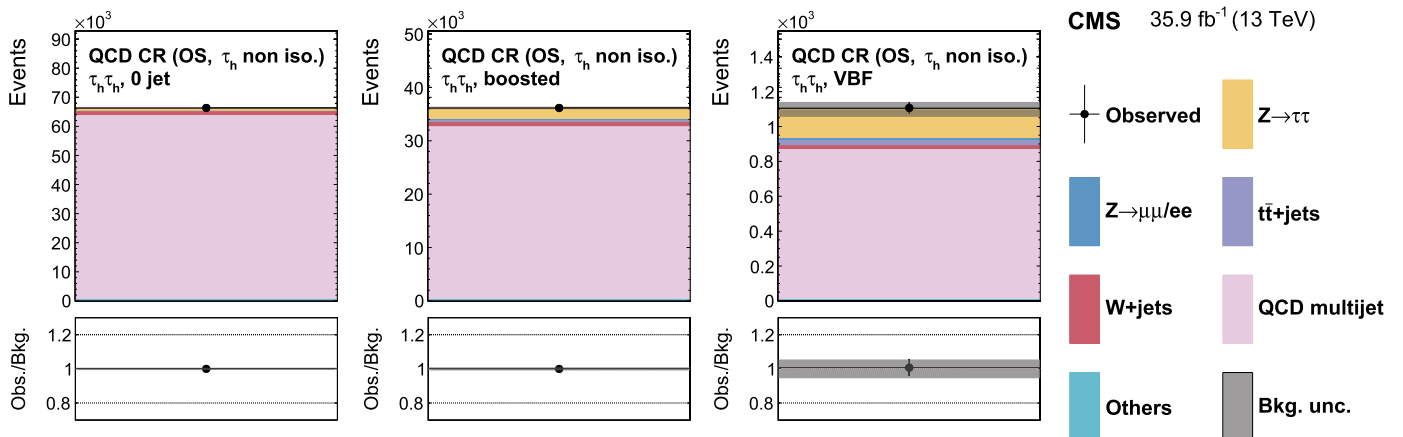 ×10³
Events
90
80
70
60
50
40
30
20
10
0
QCD CR (OS, τh non iso.)
τhτh, 0 jet
Obs./Bkg.
1.2
1
0.8
×10³
Events
50
40
30
20
10
0
QCD CR (OS, τh non iso.)
τhτh, boosted
Obs./Bkg.
1.2
1
0.8
×10³
Events
1.4
1.2
1
0.8
0.6
0.4
0.2
0
QCD CR (OS, τh non iso.)
τhτh, VBF
Obs./Bkg.
1.2
1
0.8
CMS 35.9 fb⁻¹ (13 TeV)
Observed
Z→ττ
Z→μμ/ee
tt̄+jets
W+jets
QCD multijet
Others
Bkg. unc.